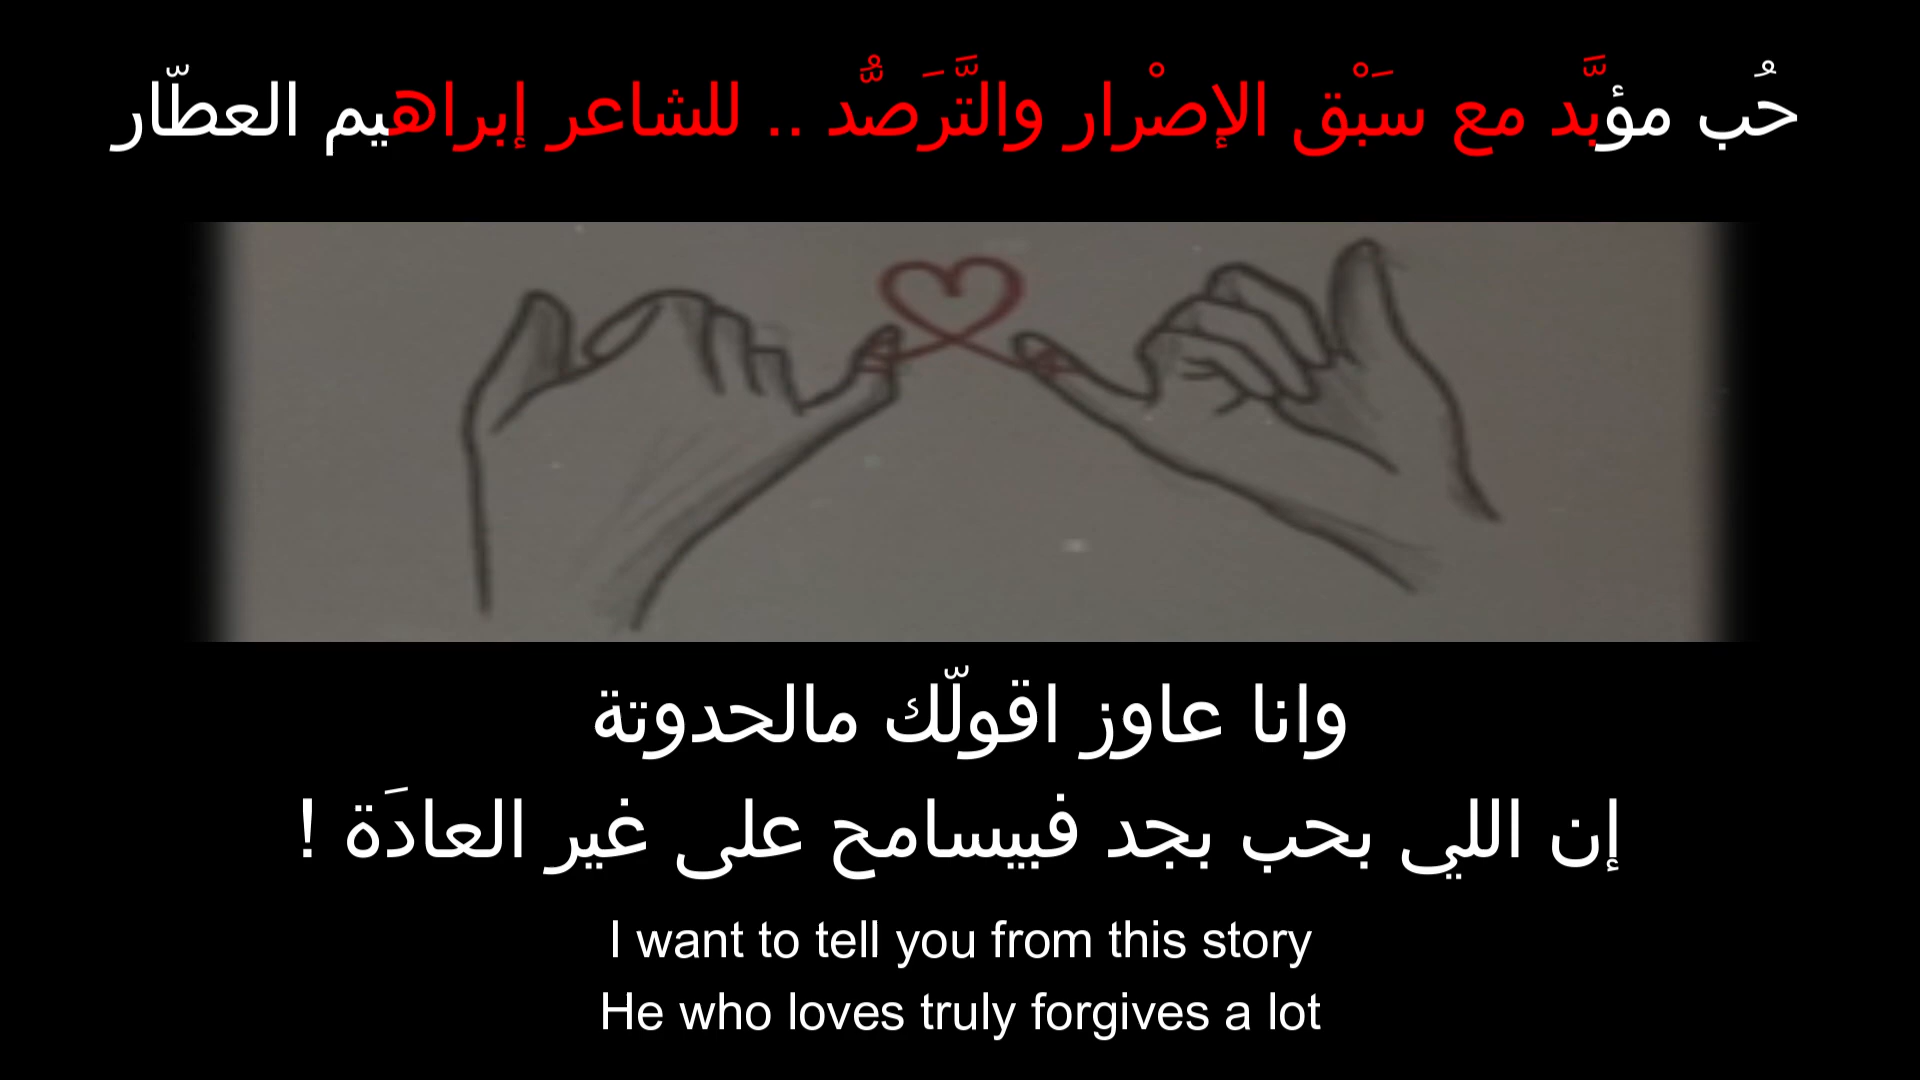 حُب مؤبَّد مع سَبْق الإصْرار والتَّرَصُّد .. للشاعر إبراهيم العطّار
وانا عاوز اقولّك مالحدوتة
إن اللي بحب بجد فبيسامح على غير العادَة !
I want to tell you from this story
He who loves truly forgives a lot